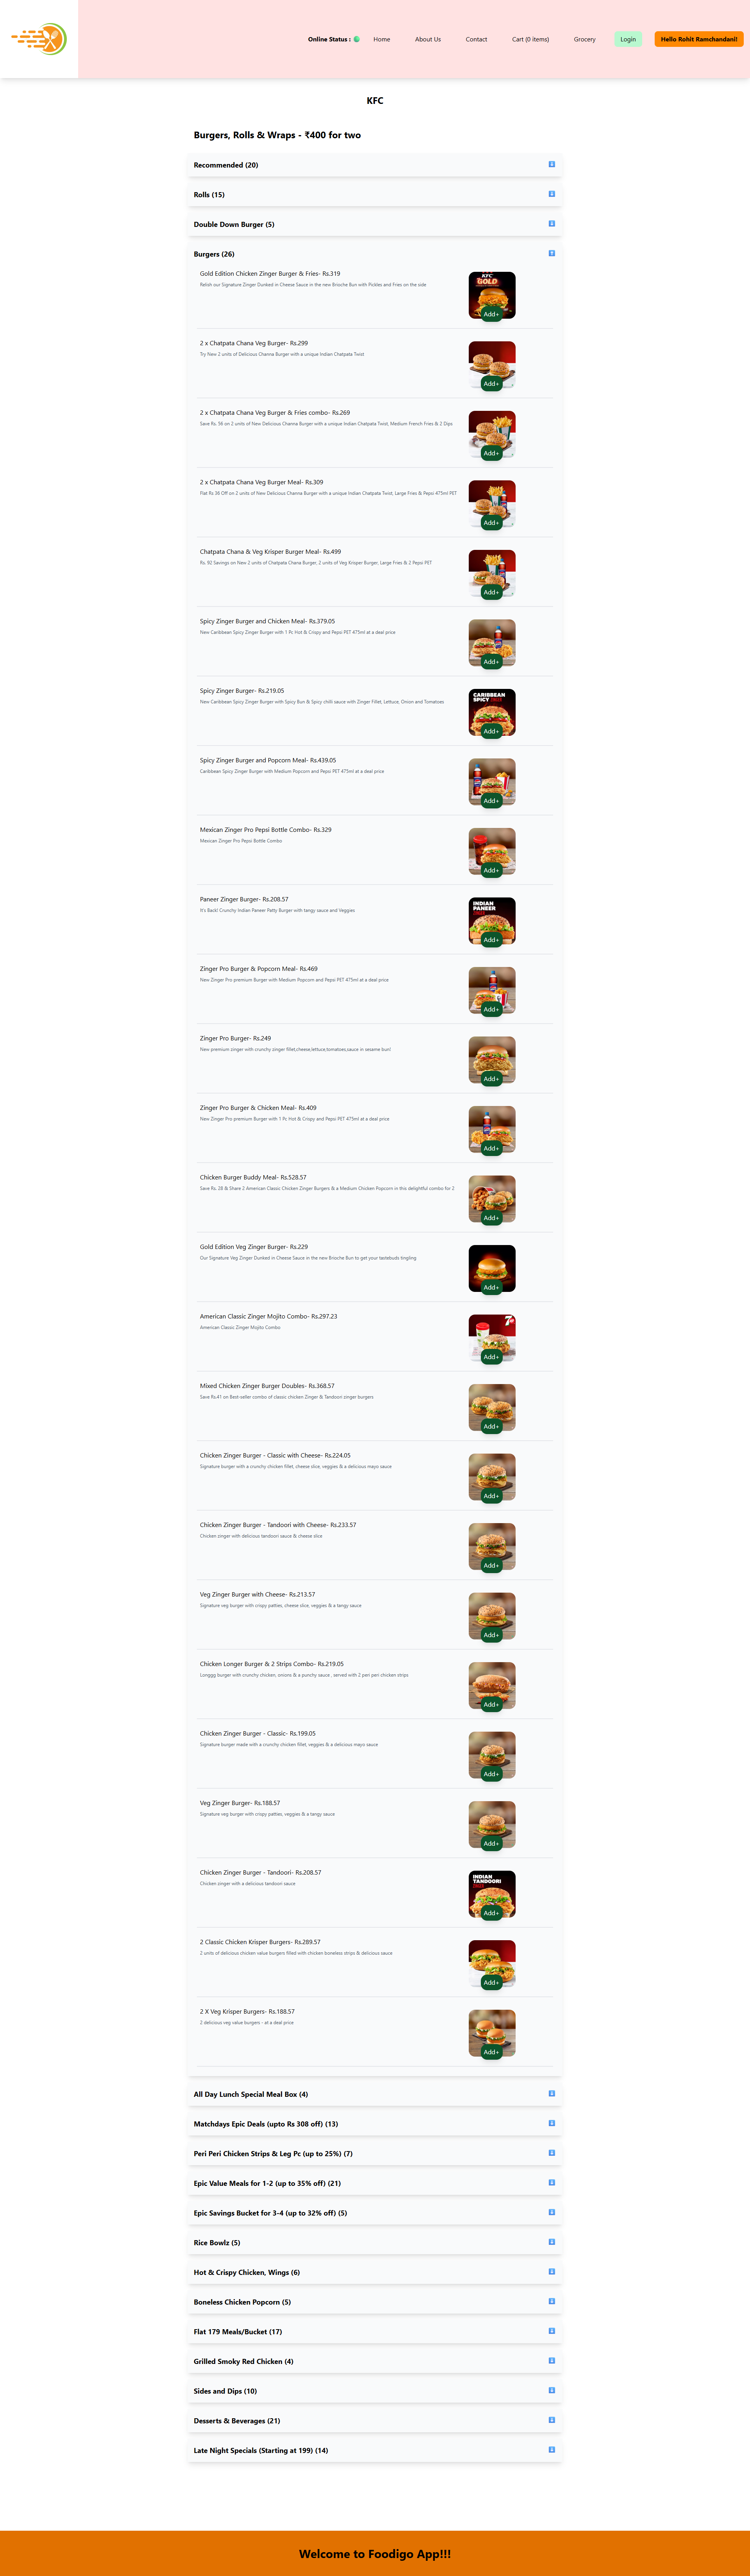 Online Status :
Home
About Us
Contact
Cart (0 items)
Grocery
Login
Hello Rohit Ramchandani!
KFC
Burgers, Rolls & Wraps - ₹400 for two
Recommended (20)
Rolls (15)
Double Down Burger (5)
Burgers (26)
Gold Edition Chicken Zinger Burger & Fries- Rs.319
Relish our Signature Zinger Dunked in Cheese Sauce in the new Brioche Bun with Pickles and Fries on the side
KFC
GOLD
Add+
2 x Chatpata Chana Veg Burger- Rs.299
Try New 2 units of Delicious Channa Burger with a unique Indian Chatpata Twist
Add+
2 x Chatpata Chana Veg Burger & Fries combo- Rs.269
Save Rs. 56 on 2 units of New Delicious Channa Burger with a unique Indian Chatpata Twist, Medium French Fries & 2 Dips
Add+
2 x Chatpata Chana Veg Burger Meal- Rs.309
Flat Rs 38 Off on 2 units of New Delicious Channa Burger with a unique Indian Chatpata Twist, Large Fries & Pepsi 475ml PET
Add+
Chatpata Chana & Veg Krisper Burger Meal- Rs.499
Rs. 92 Savings on New 2 units of Chatpata Chana Burger, 2 units of Veg Krisper Burger, Large Fries & 2 Pepsi PET
Add+
Spicy Zinger Burger and Chicken Meal- Rs.379.05
New Caribbean Spicy Zinger Burger with 1 Pc Hot & Crispy and Pepsi PET 475ml at a deal price
Add+
Spicy Zinger Burger- Rs.219.05
New Caribbean Spicy Zinger Burger with Spicy Bun & Spicy chilli sauce with Zinger Fillet, Lettuce, Onion and Tomatoes
CARIBBEAN
SPICY
Add+
Spicy Zinger Burger and Popcorn Meal- Rs.439.05
Caribbean Spicy Zinger Burger with Medium Popcorn and Pepsi PET 475ml at a deal price
Add+
Mexican Zinger Pro Pepsi Bottle Combo- Rs.329
Mexican Zinger Pro Pepsi Bottle Combo
Add+
Paneer Zinger Burger- Rs.208.57
It's Back! Crunchy Indian Paneer Patty Burger with tangy sauce and Veggies
INDIAN
PANEER
Add+
Zinger Pro Burger & Popcorn Meal- Rs.469
New Zinger Pro premium Burger with Medium Popcorn and Pepsi PET 475ml at a deal price
Add+
Zinger Pro Burger- Rs.249
New premium zinger with crunchy zinger fillet,cheese,lettuce,tomatoes,sauce in sesame bun!
Add+
Zinger Pro Burger & Chicken Meal- Rs.409
New Zinger Pro premium Burger with 1 Pc Hot & Crispy and Pepsi PET 475ml at a deal price
Add+
Chicken Burger Buddy Meal- Rs.528.57
Save Rs. 28 & Share 2 American Classic Chicken Zinger Burgers & a Medium Chicken Popcorn in this delightful combo for 2
Add+
Gold Edition Veg Zinger Burger- Rs.229
Our Signature Veg Zinger Dunked in Cheese Sauce in the new Brioche Bun to get your tastebuds tingling
Add+
American Classic Zinger Mojito Combo- Rs.297.23
American Classic Zinger Mojito Combo
7
Add+
Mixed Chicken Zinger Burger Doubles- Rs.368.57
Save Rs.41 on Best-seller combo of classic chicken Zinger & Tandoori zinger burgers
Add+
Chicken Zinger Burger - Classic with Cheese- Rs.224.05
Signature burger with a crunchy chicken fillet, cheese slice, veggies & a delicious mayo sauce
Add+
Chicken Zinger Burger - Tandoori with Cheese- Rs.233.57
Chicken zinger with delicious tandoori sauce & cheese slice
Add+
Veg Zinger Burger with Cheese- Rs.213.57
Signature veg burger with crispy patties, cheese slice, veggies & a tangy sauce
Add+
Chicken Longer Burger & 2 Strips Combo- Rs.219.05
Longgg burger with crunchy chicken, onions & a punchy sauce , served with 2 peri peri chicken strips
Add+
Chicken Zinger Burger - Classic- Rs.199.05
Signature burger made with a crunchy chicken fillet, veggies & a delicious mayo sauce
Add+
Veg Zinger Burger- Rs.188.57
Signature veg burger with crispy patties, veggies & a tangy sauce
Add+
Chicken Zinger Burger - Tandoori- Rs.208.57
Chicken zinger with a delicious tandoori sauce
INDIAN
TANDOORI
Add+
2 Classic Chicken Krisper Burgers- Rs.289.57
2 units of delicious chicken value burgers filled with chicken boneless strips & delicious sauce
Add+
2 X Veg Krisper Burgers- Rs.188.57
2 delicious veg value burgers - at a deal price
Add+
All Day Lunch Special Meal Box (4)
Matchdays Epic Deals (upto Rs 308 off) (13)
Peri Peri Chicken Strips & Leg Pc (up to 25%) (7)
Epic Value Meals for 1-2 (up to 35% off) (21)
Epic Savings Bucket for 3-4 (up to 32% off) (5)
Rice Bowlz (5)
Hot & Crispy Chicken, Wings (6)
Boneless Chicken Popcorn (5)
Flat 179 Meals/Bucket (17)
Grilled Smoky Red Chicken (4)
Sides and Dips (10)
Desserts & Beverages (21)
Late Night Specials (Starting at 199) (14)
Welcome to Foodigo App!!!